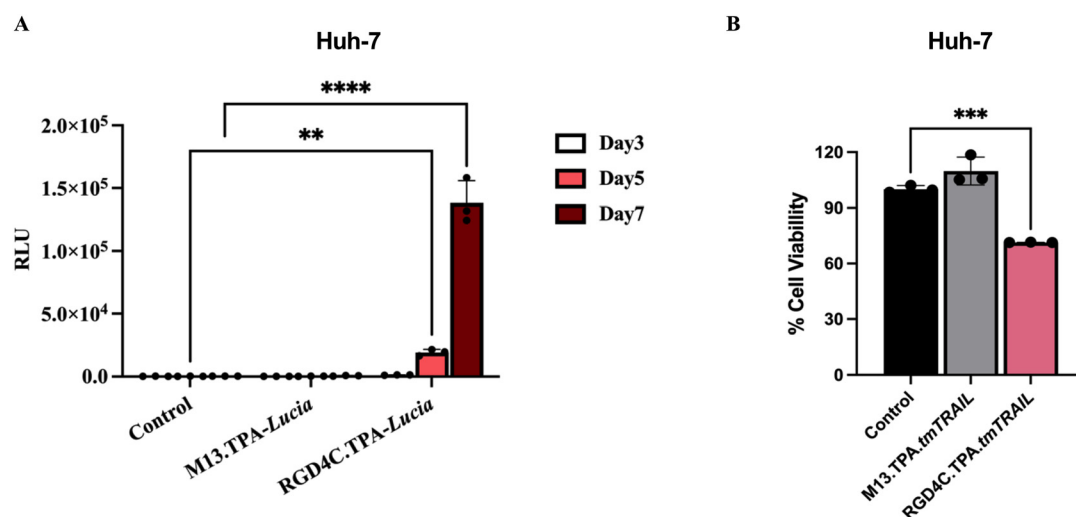 A
Huh-7
****
**
2.0×10⁵
1.5×10⁵
1.0×10⁵
5.0×10⁴
0.0
RLU
Control
M13.TPA-Lucia
RGD4C.TPA-Lucia
Day3
Day5
Day7
B
Huh-7
***
120
90
60
30
0
% Cell Viabillity
Control
M13.TPA.tmTRAIL
RGD4C.TPA.tmTRAIL